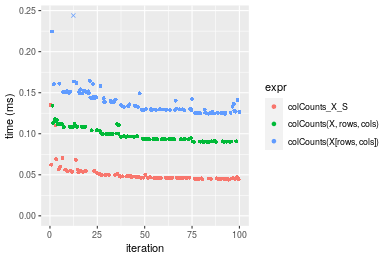 0.25
0.20
0.15
0.10
0.05
0.00
time (ms)
0
25
50
75
100
iteration
expr
colCounts_X_S
colCounts(X, rows, cols)
colCounts(X[rows, cols])